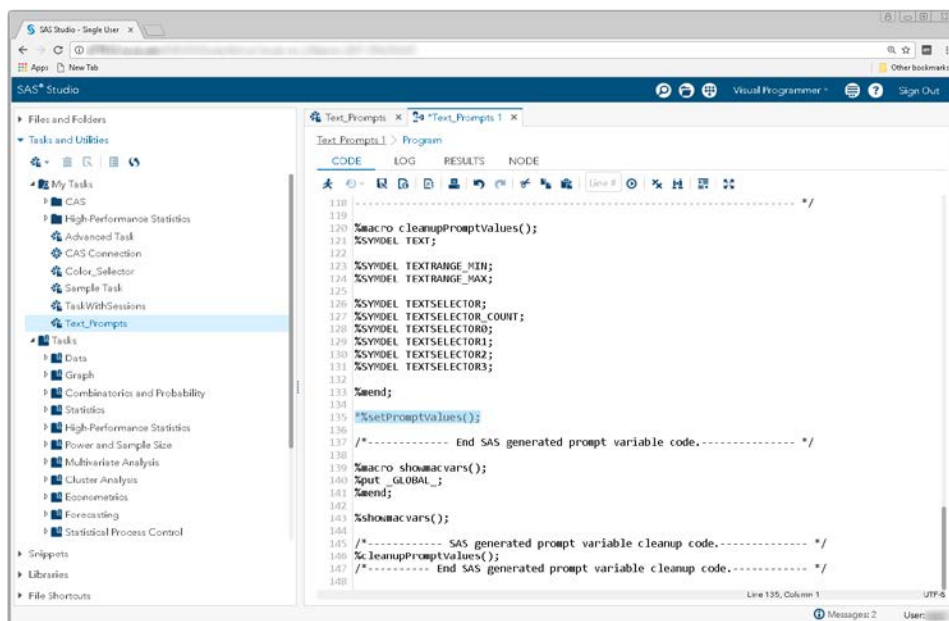 SAS Studio - Single User
Apps New Tab Other bookmarks
SAS® Studio Visual Programmer Sign Out
Files and Folders
Tasks and Utilities
My Tasks
CAS
High-Performance Statistics
Advanced Task
CAS Connection
Color_Selector
Sample Task
TaskWithSessions
Text_Prompts
Tasks
Data
Graph
Combinatorics and Probability
Statistics
High-Performance Statistics
Power and Sample Size
Multivariate Analysis
Cluster Analysis
Econometrics
Forecasting
Statistical Process Control
Snippets
Libraries
File Shortcuts
Text_Prompts *Text_Prompts 1
Text_Prompts 1 > Program
CODE LOG RESULTS NODE
Line #
118 ------------------------------------------------------------------------ */
119
120 %macro cleanupPromptValues();
121 %SYMDEL TEXT;
122
123 %SYMDEL TEXTRANGE_MIN;
124 %SYMDEL TEXTRANGE_MAX;
125
126 %SYMDEL TEXTSELECTOR;
127 %SYMDEL TEXTSELECTOR_COUNT;
128 %SYMDEL TEXTSELECTOR0;
129 %SYMDEL TEXTSELECTOR1;
130 %SYMDEL TEXTSELECTOR2;
131 %SYMDEL TEXTSELECTOR3;
132
133 %mend;
134
135 *%setPromptValues();
136
137 /*------------ End SAS generated prompt variable code.-------------- */
138
139 %macro showmacvars();
140 %put _GLOBAL_;
141 %mend;
142
143 %showmacvars();
144
145 /*------------ SAS generated prompt variable cleanup code.------------- */
146 %cleanupPromptValues();
147 /*---------- End SAS generated prompt variable cleanup code.------------ */
148
Line 135, Column 1 UTF-8
Messages: 2 User: